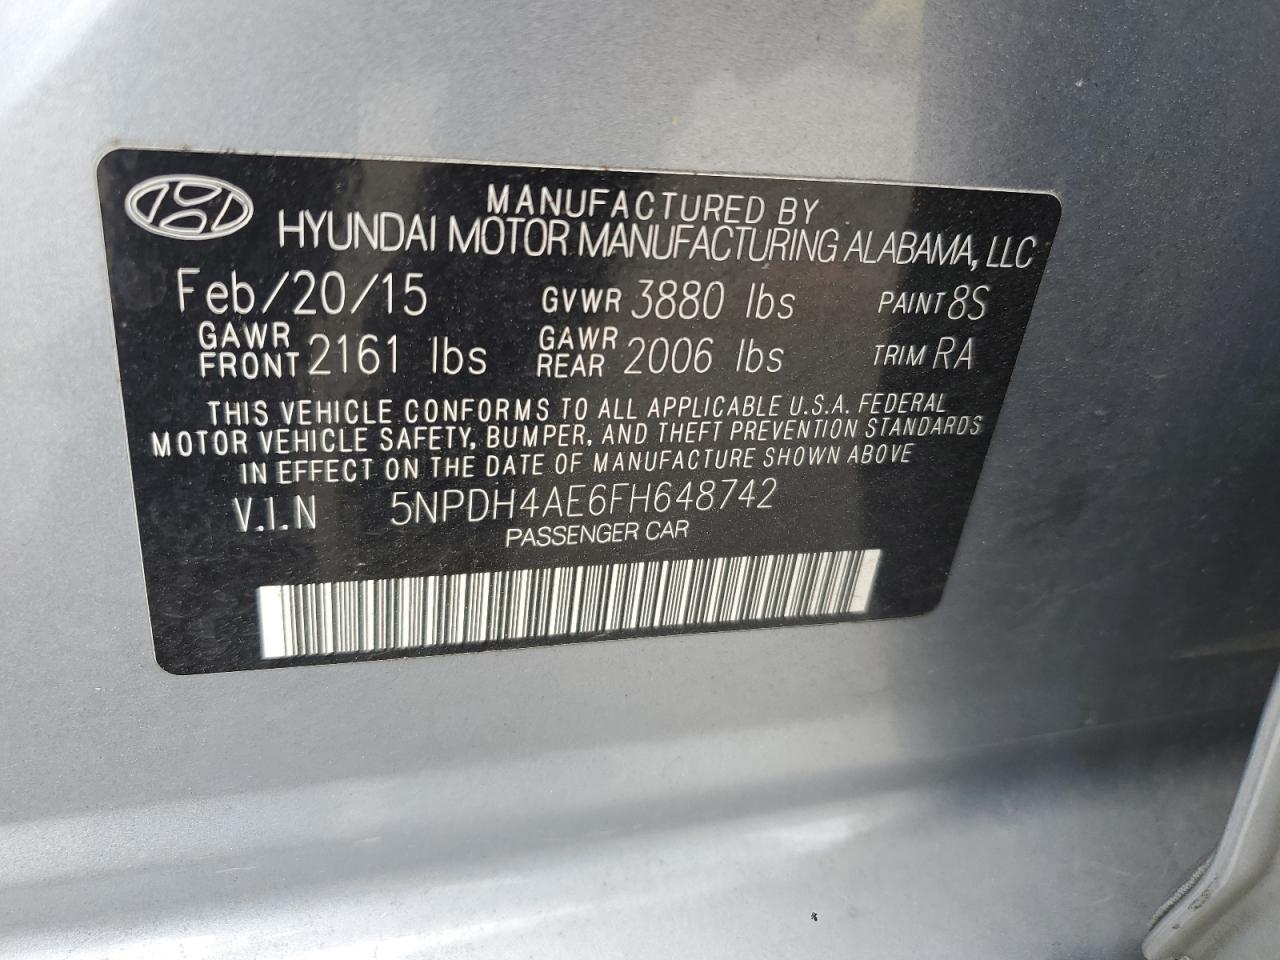 MANUFACTURED BY
HYUNDAI MOTOR MANUFACTURING ALABAMA, LLC
Feb/20/15 GVWR 3880 lbs PAINT 8S
GAWR FRONT 2161 lbs GAWR REAR 2006 lbs TRIM RA
THIS VEHICLE CONFORMS TO ALL APPLICABLE U.S.A. FEDERAL
MOTOR VEHICLE SAFETY, BUMPER, AND THEFT PREVENTION STANDARDS
IN EFFECT ON THE DATE OF MANUFACTURE SHOWN ABOVE
V.I.N 5NPDH4AE6FH648742
PASSENGER CAR